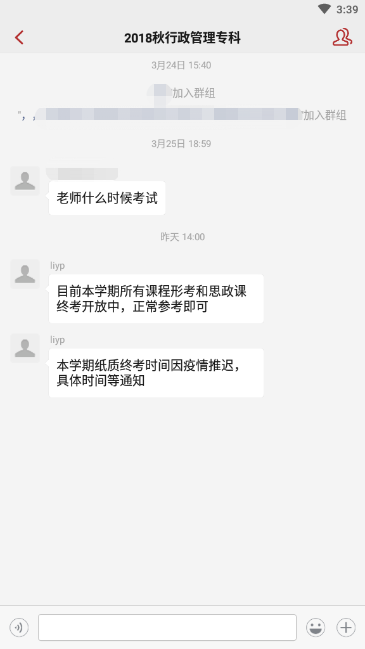 3:39
2018秋行政管理专科
3月24日 15:40
"加入群组
"，，"加入群组
3月25日 18:59
老师什么时候考试
昨天 14:00
liyp
目前本学期所有课程形考和思政课
终考开放中，正常参考即可
liyp
本学期纸质终考时间因疫情推迟，
具体时间等通知